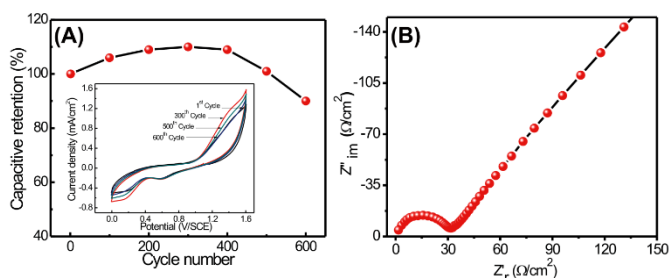 (A)
Capacitive retention (%)
120
100
80
60
40
0
200
400
600
Cycle number
Current density (mA/cm²)
1.6
1.2
0.8
0.4
0.0
-0.4
-0.8
1st Cycle
300th Cycle
500th Cycle
600th Cycle
0.0
0.4
0.8
1.2
1.6
Potential (V/SCE)
(B)
Z''im (Ω/cm²)
-140
-105
-70
-35
0
0
30
60
90
120
150
Z'r (Ω/cm²)